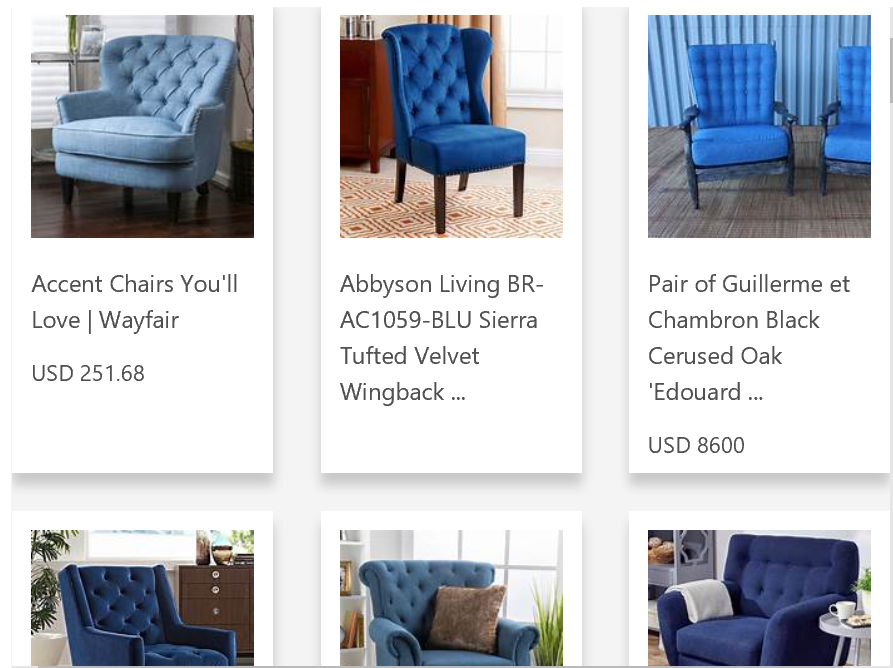 Accent Chairs You'll
Love | Wayfair
USD 251.68
Abbyson Living BR-
AC1059-BLU Sierra
Tufted Velvet
Wingback ...
Pair of Guillerme et
Chambron Black
Cerused Oak
'Edouard ...
USD 8600